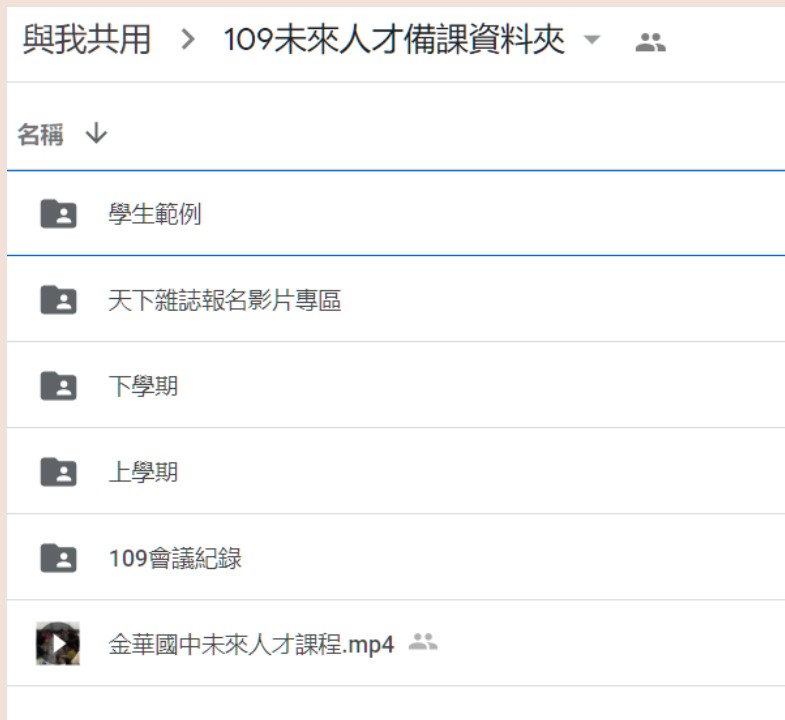 與我共用 > 109未來人才備課資料夾
名稱 ↓
學生範例
天下雜誌報名影片專區
下學期
上學期
109會議紀錄
金華國中未來人才課程.mp4